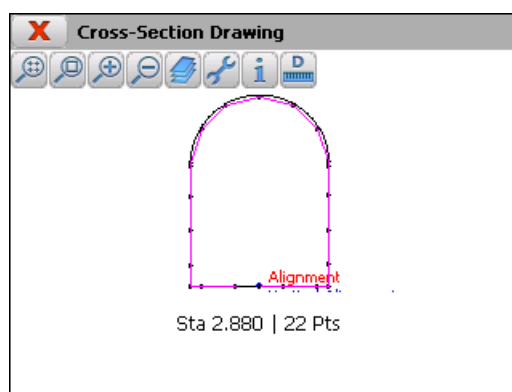 X Cross-Section Drawing
i D
Alignment
Sta 2.880 | 22 Pts